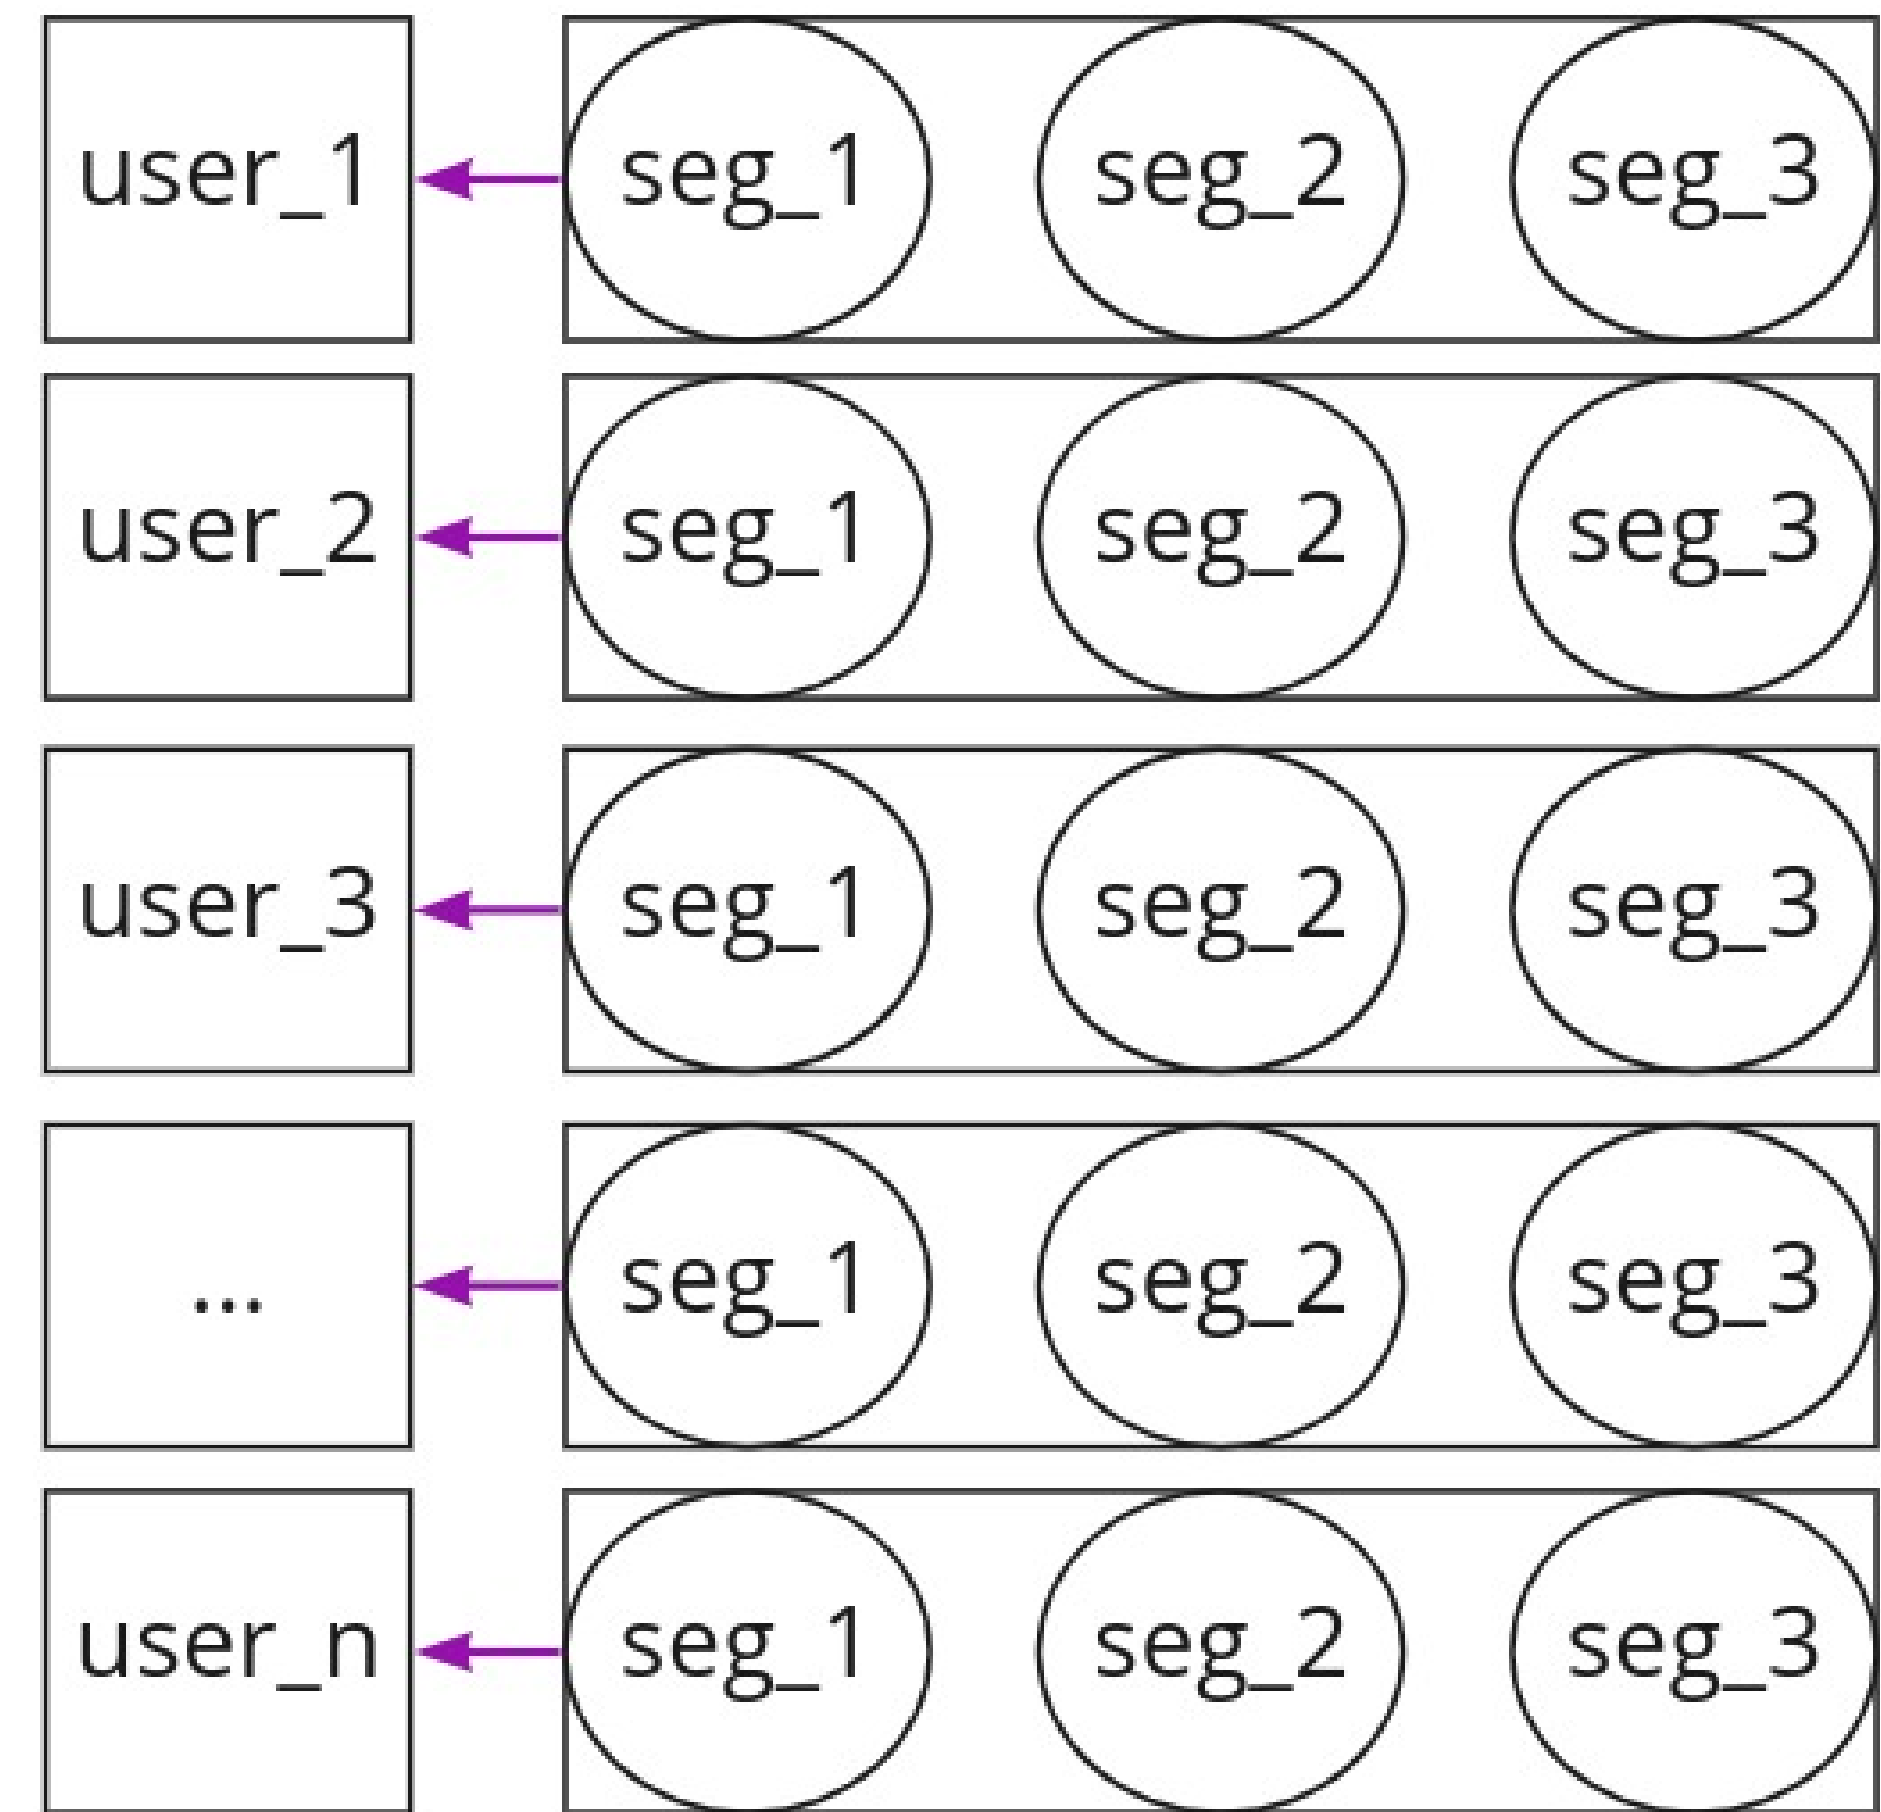 user_1 seg_1 seg_2 seg_3
user_2 seg_1 seg_2 seg_3
user_3 seg_1 seg_2 seg_3
... seg_1 seg_2 seg_3
user_n seg_1 seg_2 seg_3